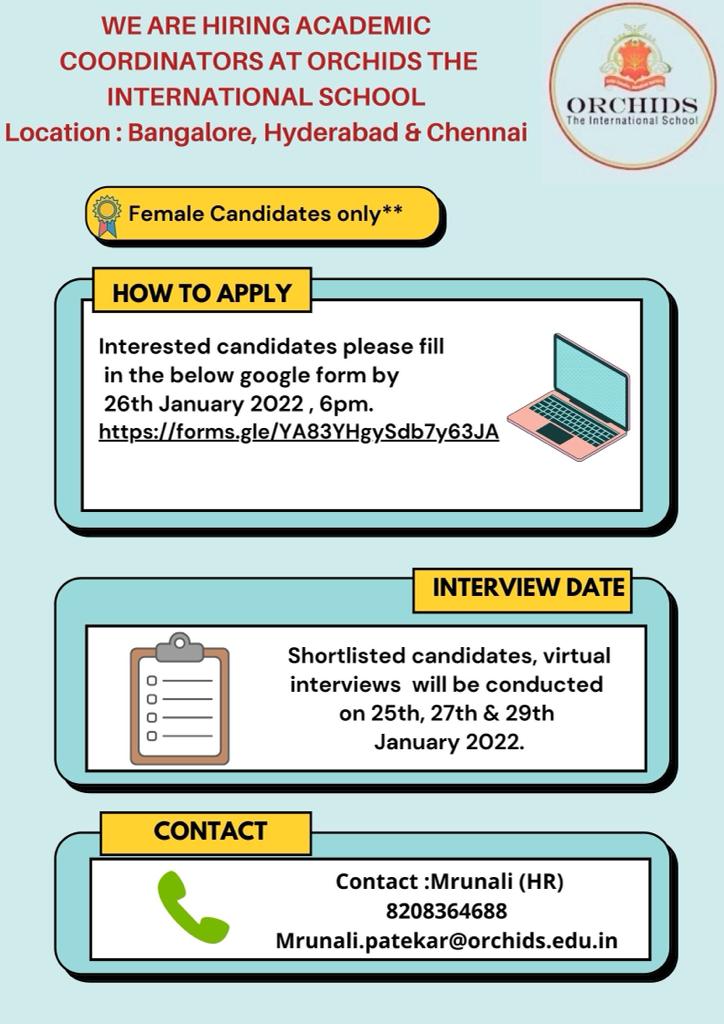 WE ARE HIRING ACADEMIC
COORDINATORS AT ORCHIDS THE
INTERNATIONAL SCHOOL
Location : Bangalore, Hyderabad & Chennai
ORCHIDS
The International School
Female Candidates only**
HOW TO APPLY
Interested candidates please fill
in the below google form by
26th January 2022 , 6pm.
https://forms.gle/YA83YHgySdb7y63JA
INTERVIEW DATE
Shortlisted candidates, virtual
interviews will be conducted
on 25th, 27th & 29th
January 2022.
CONTACT
Contact :Mrunali (HR)
8208364688
Mrunali.patekar@orchids.edu.in